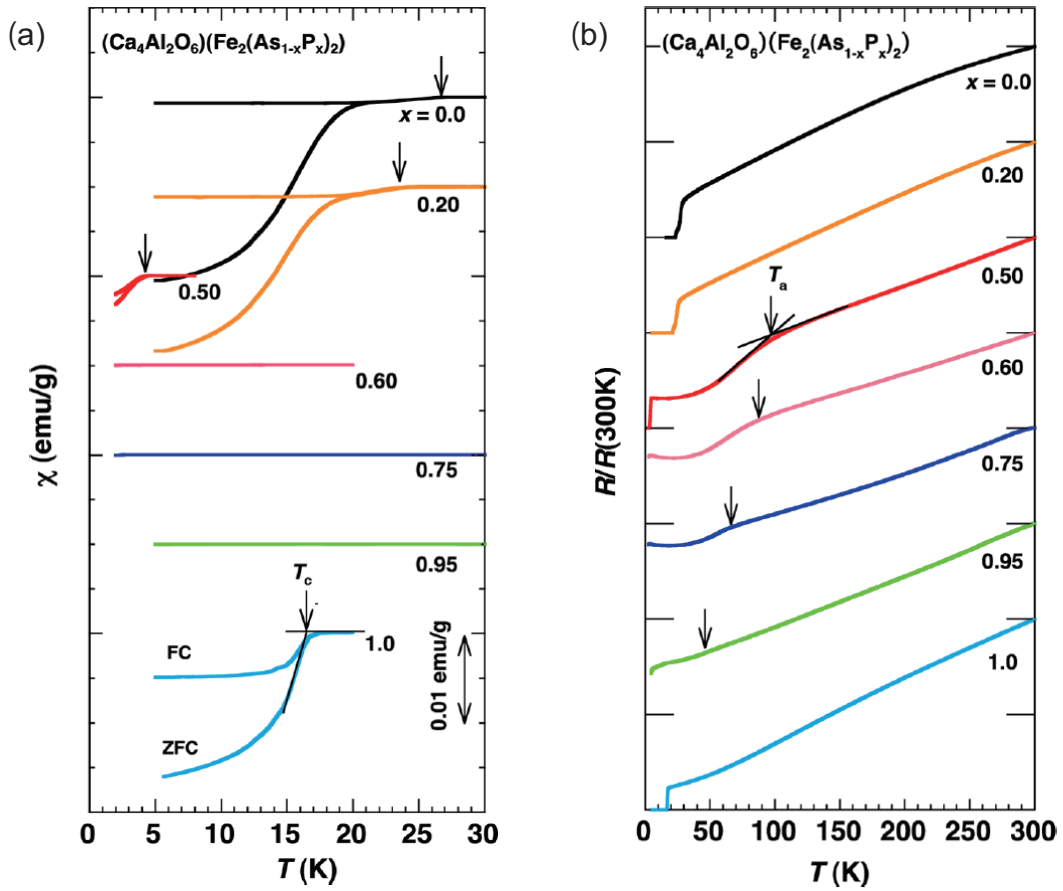 (a)
(Ca₄Al₂O₆)(Fe₂(As₁₋ₓPₓ)₂)
x = 0.0
0.20
0.50
0.60
0.75
0.95
T_c
FC
1.0
ZFC
0.01 emu/g
χ (emu/g)
0 5 10 15 20 25 30
T (K)
(b)
(Ca₄Al₂O₆)(Fe₂(As₁₋ₓPₓ)₂)
x = 0.0
0.20
0.50
T_a
0.60
0.75
0.95
1.0
R/R(300K)
0 50 100 150 200 250 300
T (K)